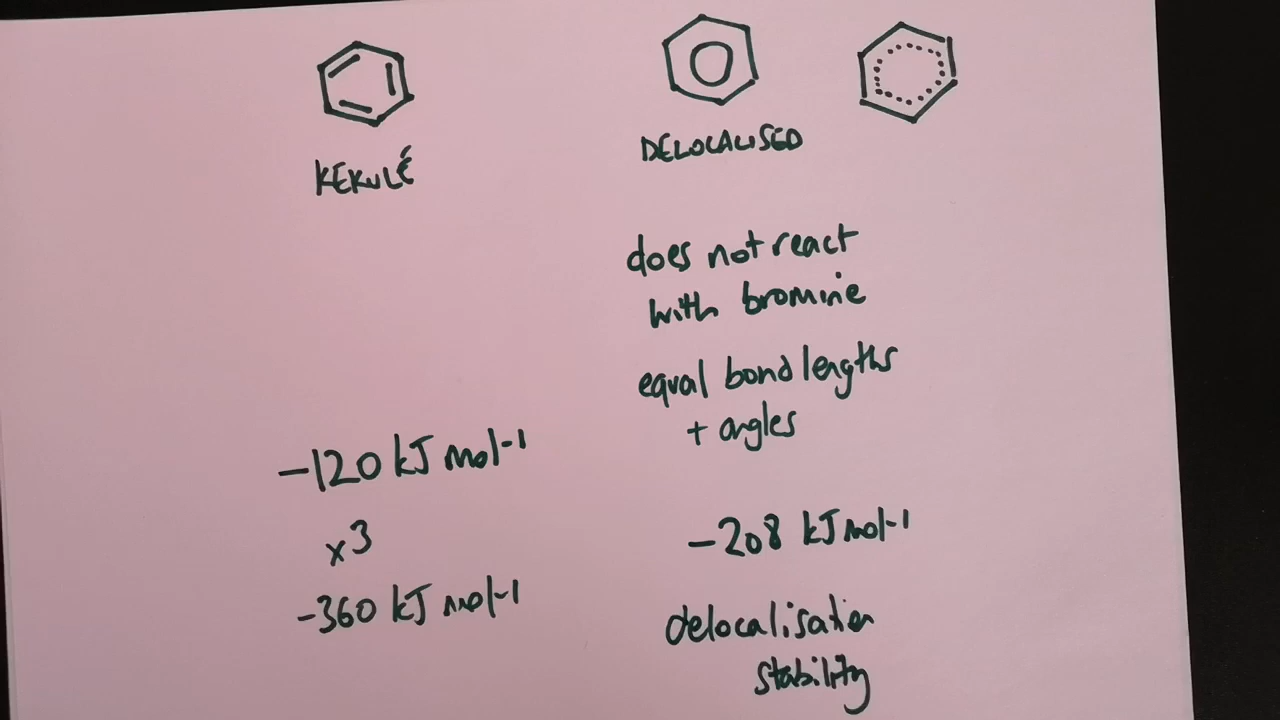 KEKULÉ
DELOCALISED
does not react
with bromine
equal bond lengths
+ angles
-120 kJ mol-1
x3
-360 kJ mol-1
-208 kJ mol-1
delocalisation
stability